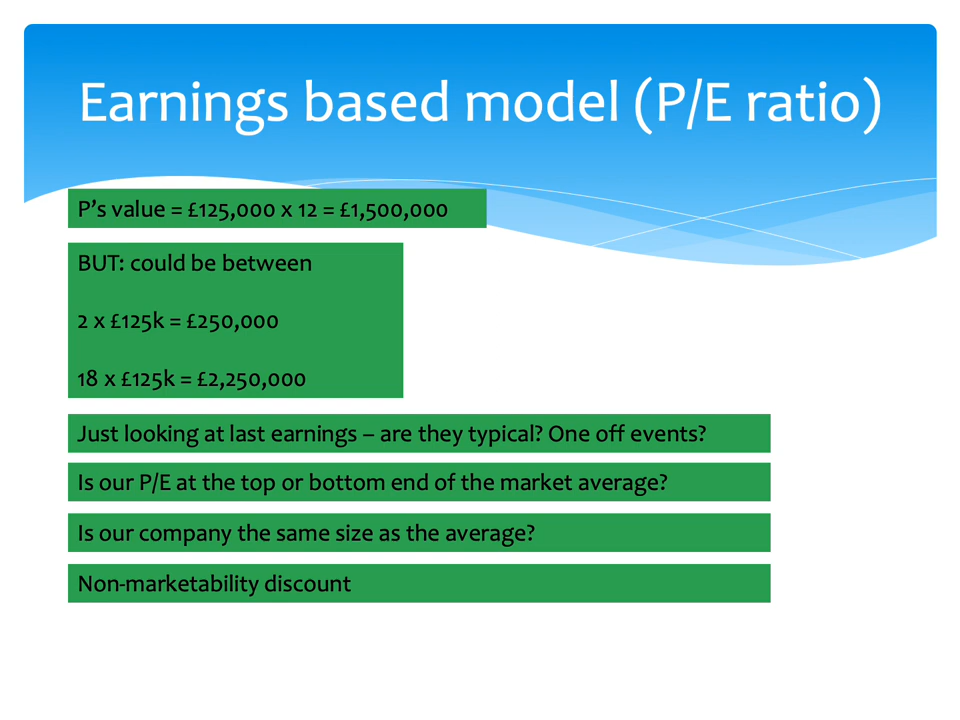 Earnings based model (P/E ratio)
P’s value = £125,000 x 12 = £1,500,000
BUT: could be between
2 x £125k = £250,000
18 x £125k = £2,250,000
Just looking at last earnings – are they typical? One off events?
Is our P/E at the top or bottom end of the market average?
Is our company the same size as the average?
Non-marketability discount